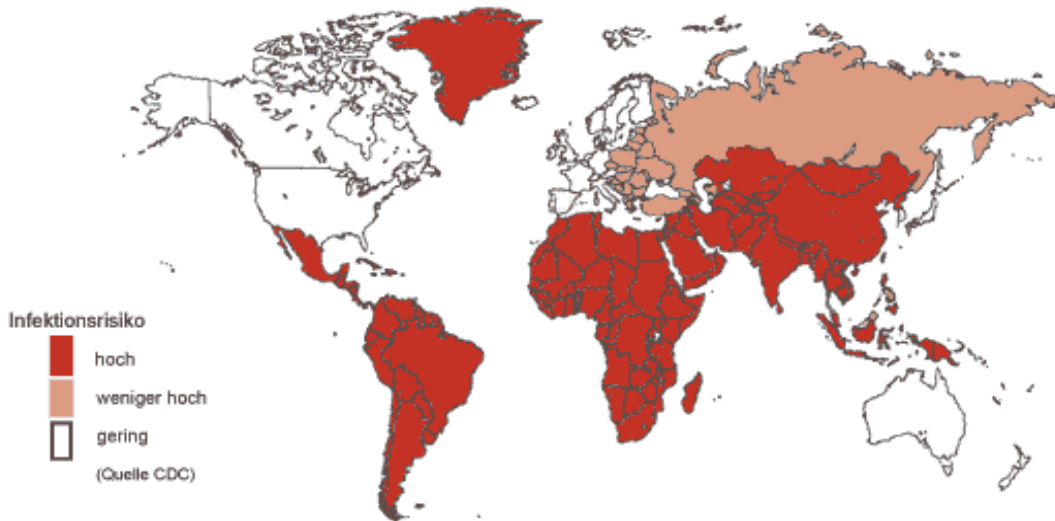 Infektionsrisiko
hoch
weniger hoch
gering
(Quelle CDC)